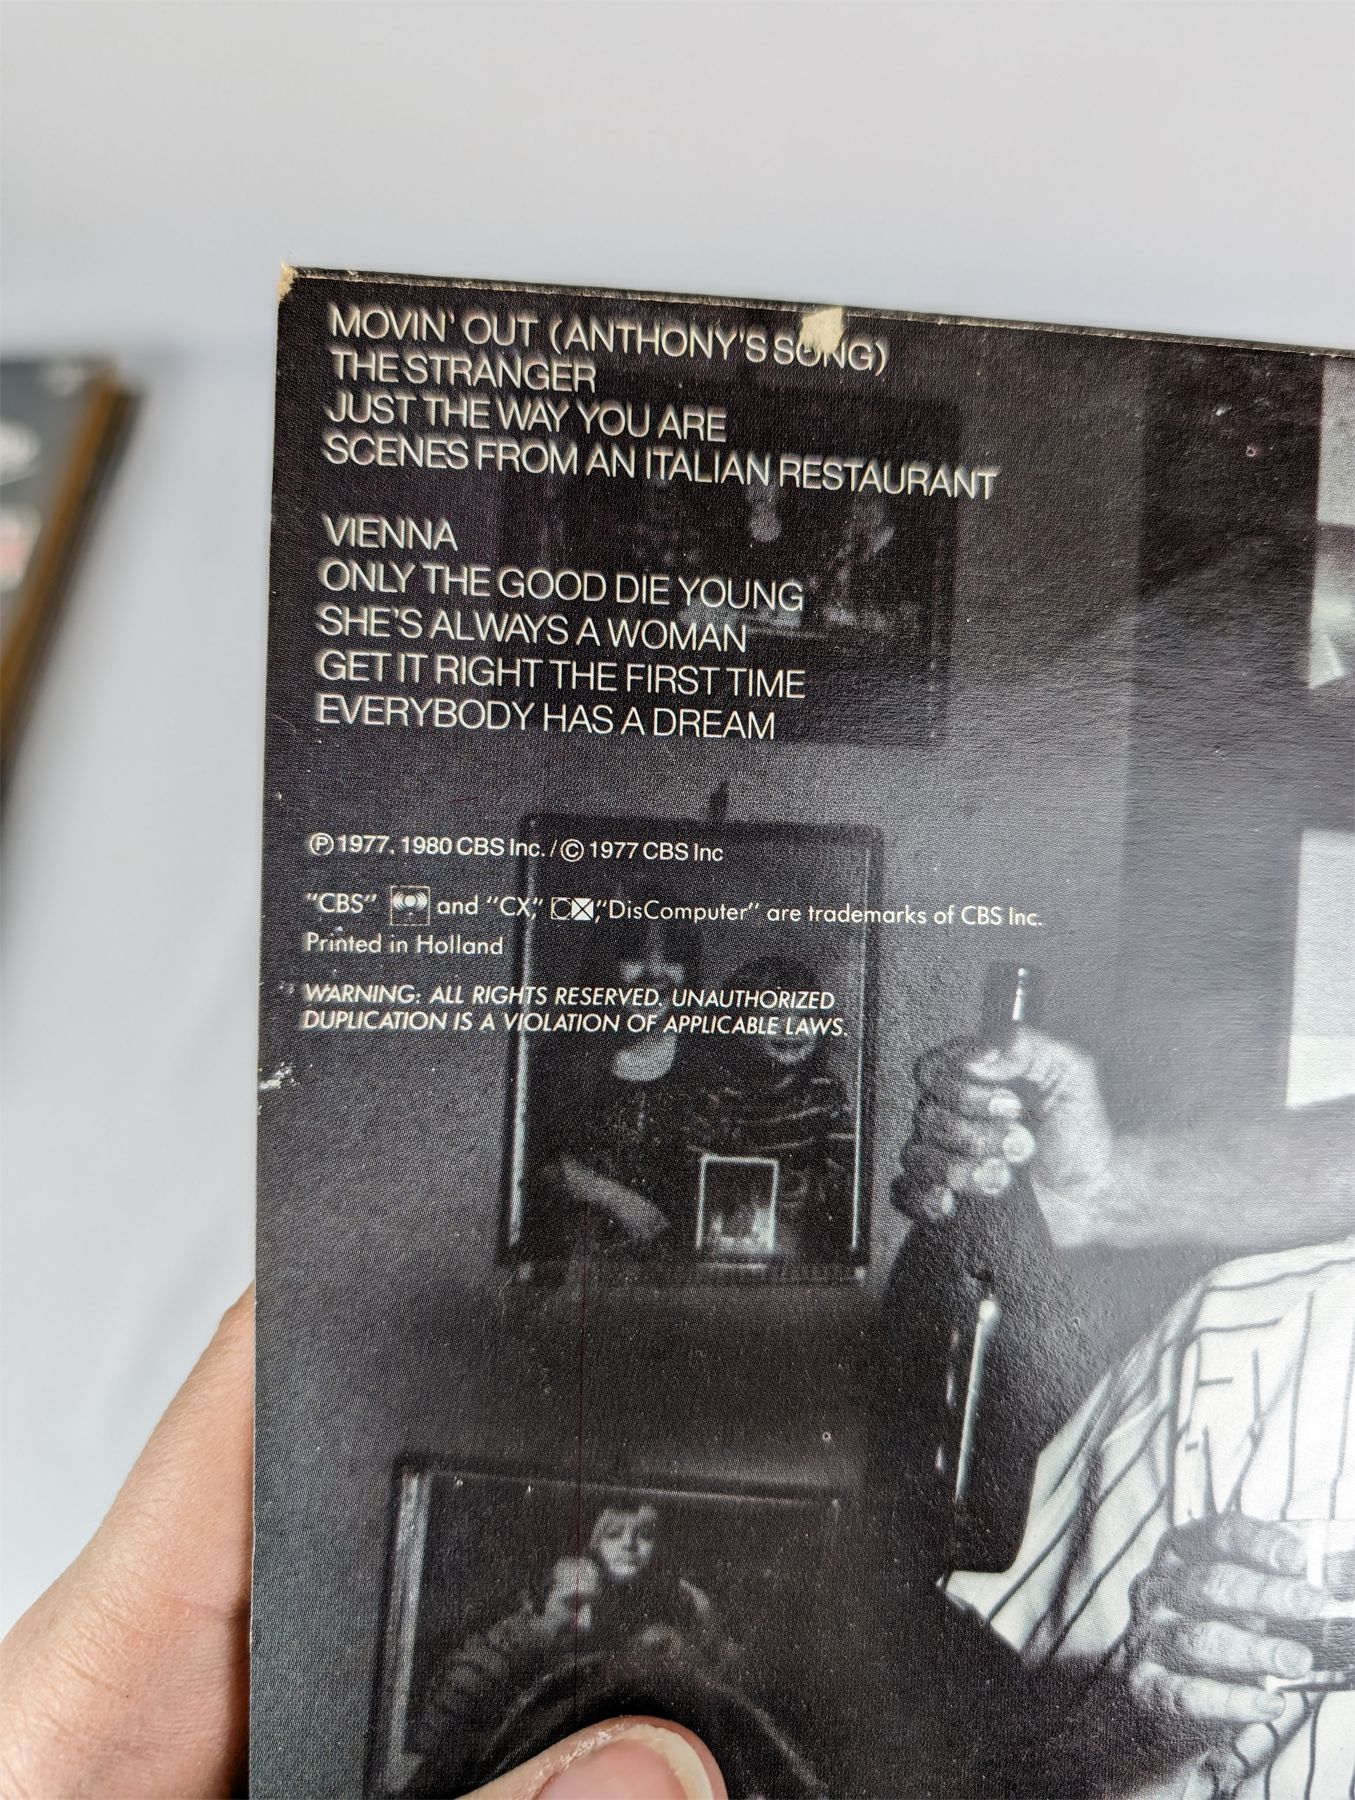 MOVIN' OUT (ANTHONY'S SONG)
THE STRANGER
JUST THE WAY YOU ARE
SCENES FROM AN ITALIAN RESTAURANT
VIENNA
ONLY THE GOOD DIE YOUNG
SHE'S ALWAYS A WOMAN
GET IT RIGHT THE FIRST TIME
EVERYBODY HAS A DREAM
℗ 1977. 1980 CBS Inc. / © 1977 CBS Inc
"CBS" and "CX," CX, "DisComputer" are trademarks of CBS Inc.
Printed in Holland
WARNING: ALL RIGHTS RESERVED. UNAUTHORIZED
DUPLICATION IS A VIOLATION OF APPLICABLE LAWS.